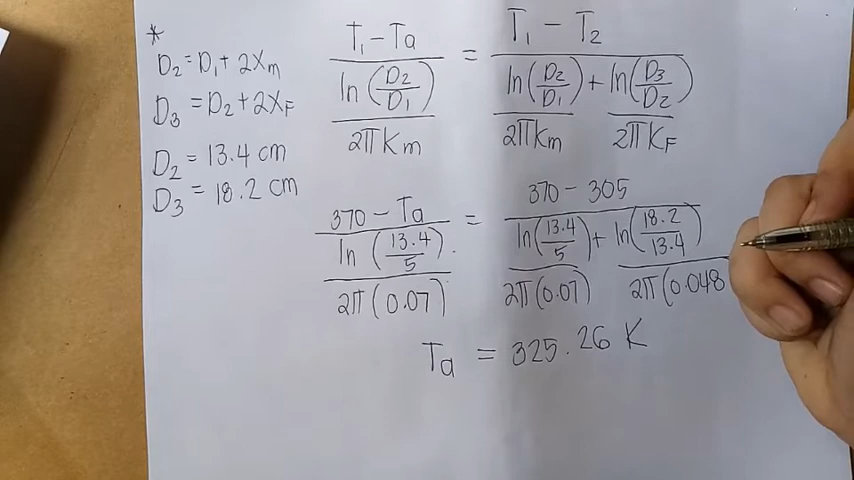 *
D₂ = D₁ + 2Xm
D₃ = D₂ + 2XF
D₂ = 13.4 cm
D₃ = 18.2 cm
T₁ - Ta = T₁ - T₂
ln(D₂/D₁) ln(D₂/D₁) + ln(D₃/D₂)
2πKm 2πKm 2πKF
370 - Ta = 370 - 305
ln(13.4/5) ln(13.4/5) + ln(18.2/13.4)
2π(0.07) 2π(0.07) 2π(0.048
Ta = 325.26 K